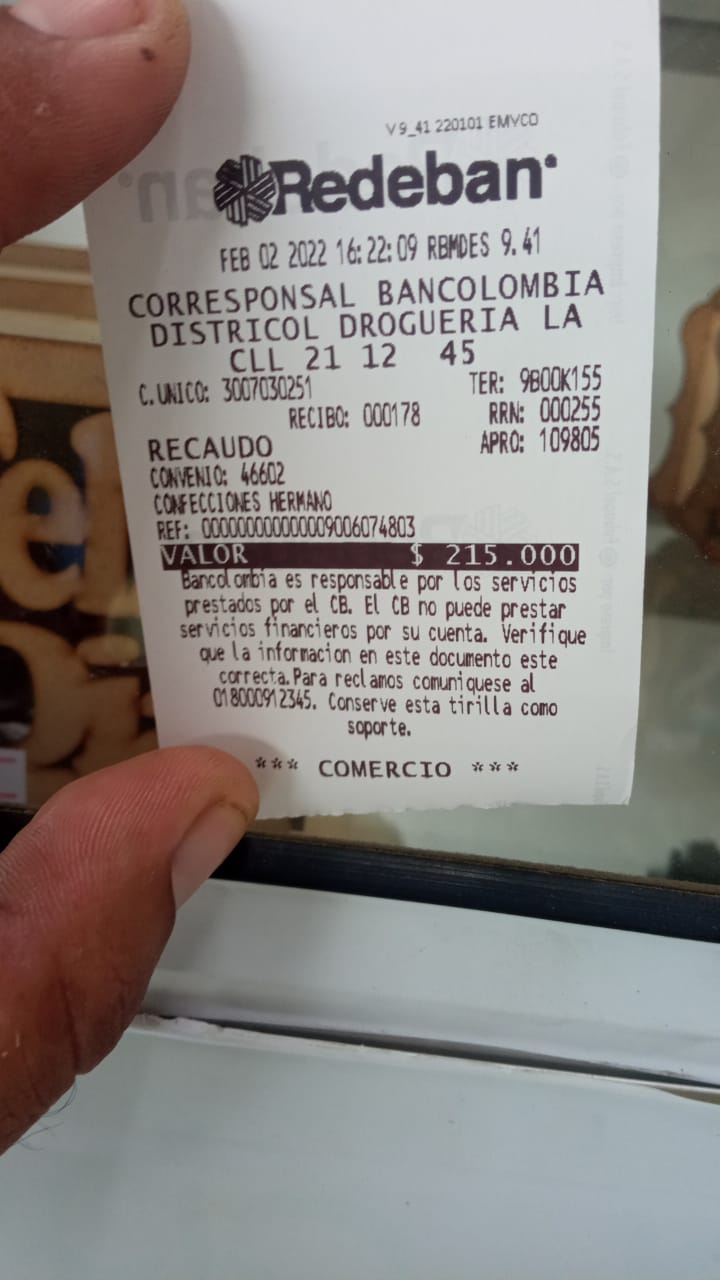 V9_41 220101 EMVCO
Redeban
FEB 02 2022 16:22:09 RBMDES 9.41
CORRESPONSAL BANCOLOMBIA
DISTRICOL DROGUERIA LA
CLL 21 12 45
C.UNICO: 3007030251 TER: 9B00K155
RECIBO: 000178 RRN: 000255
RECAUDO APRO: 109805
CONVENIO: 46602
CONFECCIONES HERMANO
REF: 000000000000009006074803
VALOR $ 215.000
Bancolombia es responsable por los servicios
prestados por el CB. El CB no puede prestar
servicios financieros por su cuenta. Verifique
que la informacion en este documento este
correcta.Para reclamos comuniquese al
018000912345. Conserve esta tirilla como
soporte.
*** COMERCIO ***